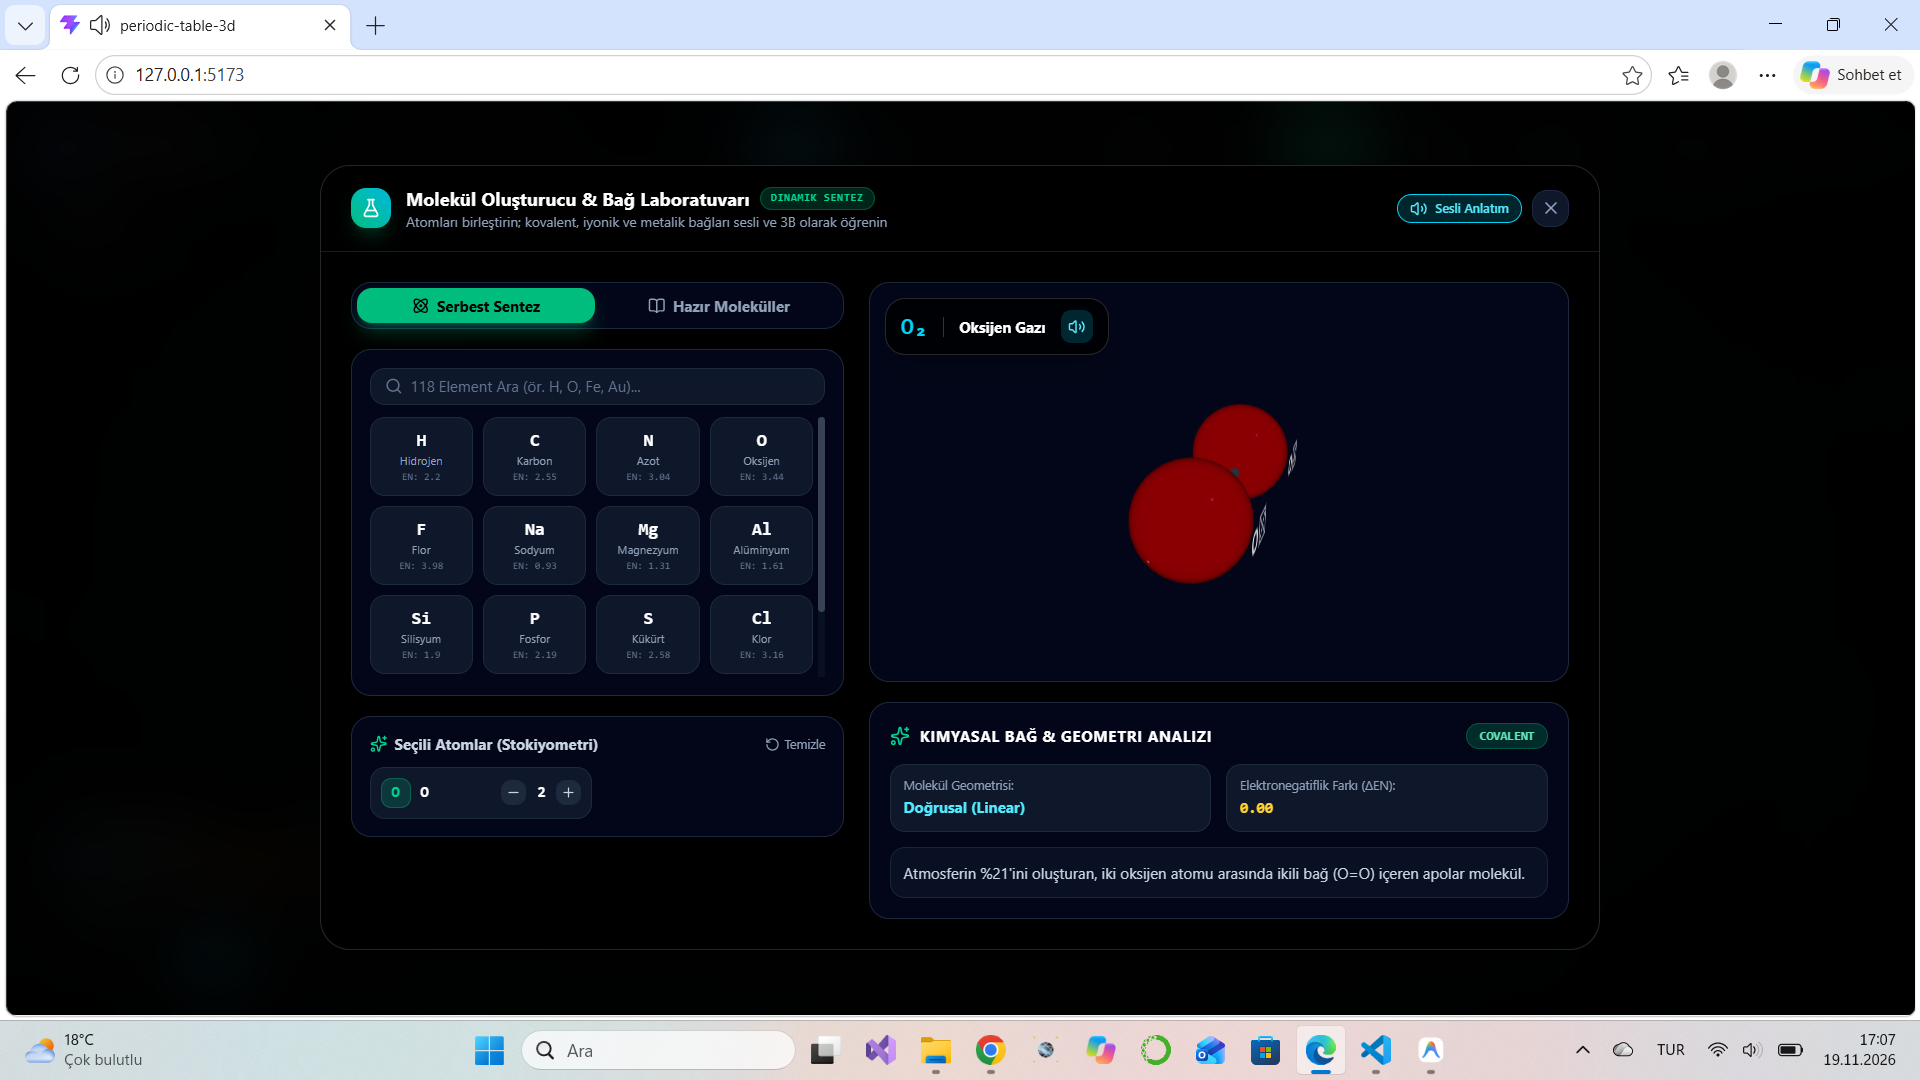 periodic-table-3d
127.0.0.1:5173
Sohbet et
Molekül Oluşturucu & Bağ Laboratuvarı
DINAMIK SENTEZ
Atomları birleştirin; kovalent, iyonik ve metalik bağları sesli ve 3B olarak öğrenin
Sesli Anlatım
Serbest Sentez
Hazır Moleküller
118 Element Ara (ör. H, O, Fe, Au)...
H
Hidrojen
EN: 2.2
C
Karbon
EN: 2.55
N
Azot
EN: 3.04
O
Oksijen
EN: 3.44
F
Flor
EN: 3.98
Na
Sodyum
EN: 0.93
Mg
Magnezyum
EN: 1.31
Al
Alüminyum
EN: 1.61
Si
Silisyum
EN: 1.9
P
Fosfor
EN: 2.19
S
Kükürt
EN: 2.58
Cl
Klor
EN: 3.16
Seçili Atomlar (Stokiyometri)
Temizle
O O − 2 +
O₂
Oksijen Gazı
KIMYASAL BAĞ & GEOMETRI ANALIZI
COVALENT
Molekül Geometrisi:
Doğrusal (Linear)
Elektronegatiflik Farkı (ΔEN):
0.00
Atmosferin %21'ini oluşturan, iki oksijen atomu arasında ikili bağ (O=O) içeren apolar molekül.
18°C
Çok bulutlu
Ara
TUR
17:07
19.11.2026